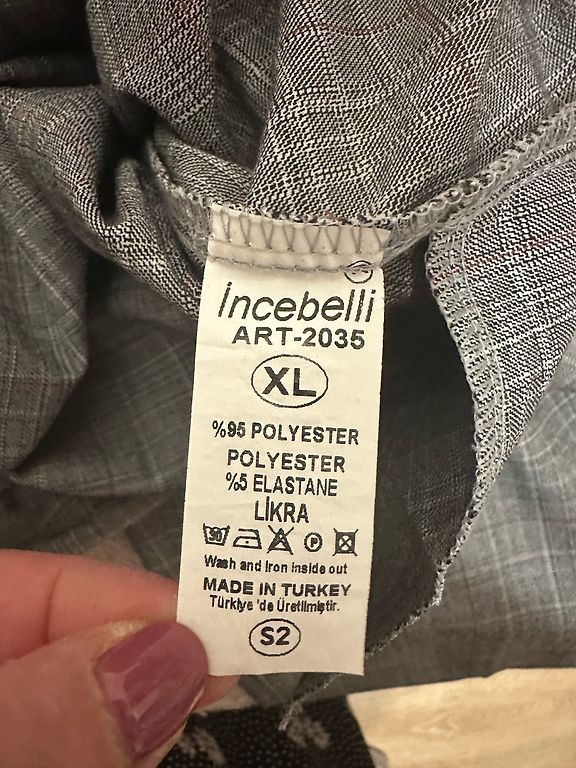 İncebelli
ART-2035
XL
%95 POLYESTER
POLYESTER
%5 ELASTANE
LİKRA
P
Wash and Iron inside out
MADE IN TURKEY
Türkiye 'de Üretilmiştir.
S2